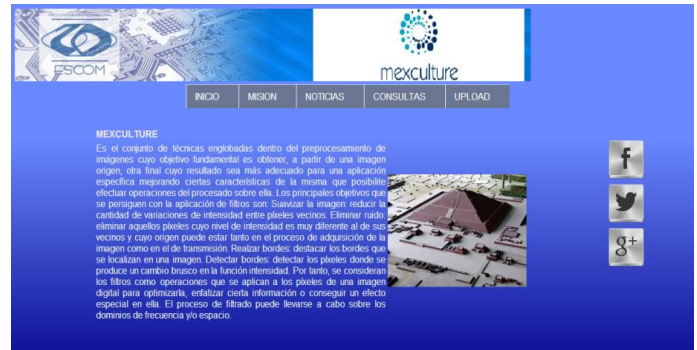 ESCOM
mexculture
INICIO MISION NOTICIAS CONSULTAS UPLOAD
MEXCULTURE
Es el conjunto de técnicas englobadas dentro del preprocesamiento de
imágenes cuyo objetivo fundamental es obtener, a partir de una imagen
origen, otra final cuyo resultado sea más adecuado para una aplicación
específica mejorando ciertas características de la misma que posibilite
efectuar operaciones del procesado sobre ella. Los principales objetivos que
se persiguen con la aplicación de filtros son: Suavizar la imagen: reducir la
cantidad de variaciones de intensidad entre píxeles vecinos. Eliminar ruido:
eliminar aquellos píxeles cuyo nivel de intensidad es muy diferente al de sus
vecinos y cuyo origen puede estar tanto en el proceso de adquisición de la
imagen como en el de transmisión. Realzar bordes: destacar los bordes que
se localizan en una imagen. Detectar bordes: detectar los píxeles donde se
produce un cambio brusco en la función intensidad. Por tanto, se consideran
los filtros como operaciones que se aplican a los píxeles de una imagen
digital para optimizarla, enfatizar cierta información o conseguir un efecto
especial en ella. El proceso de filtrado puede llevarse a cabo sobre los
dominios de frecuencia y/o espacio.
f
g+